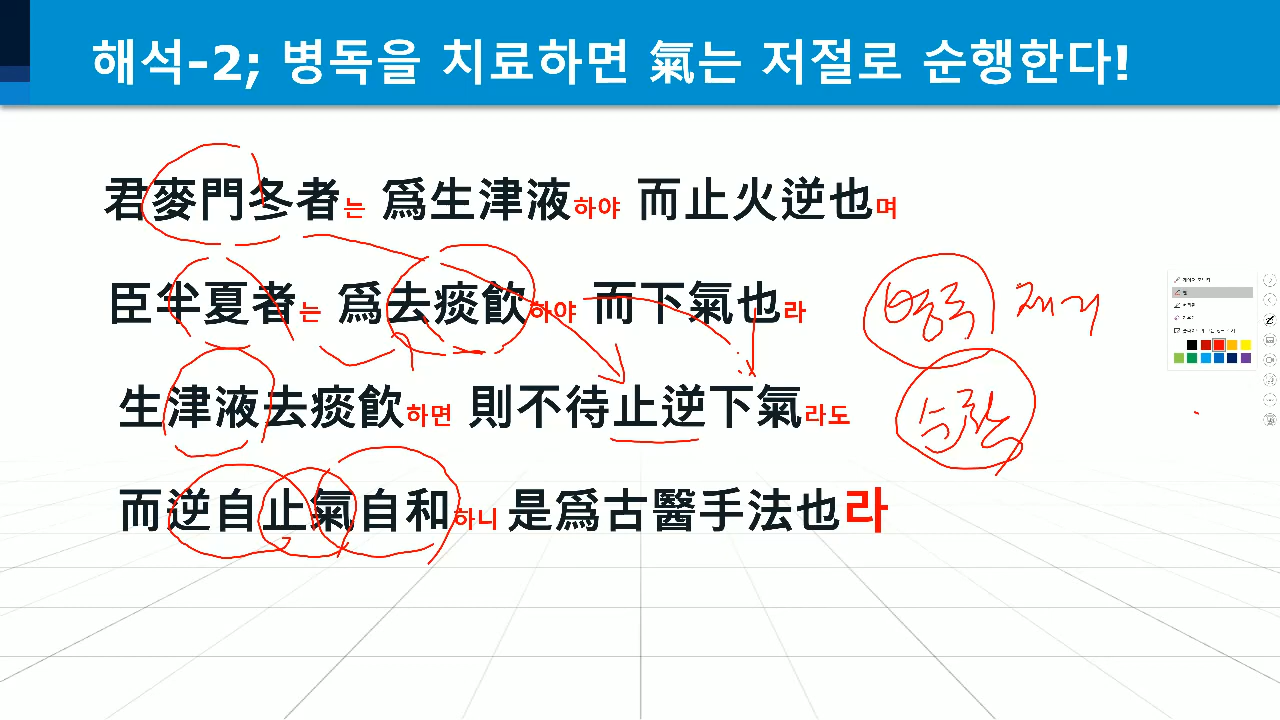 해석-2; 병독을 치료하면 氣는 저절로 순행한다!
君麥門冬者는 爲生津液하야 而止火逆也며
臣半夏者는 爲去痰飮하야 而下氣也라
병독 제거
生津液去痰飮하면 則不待止逆下氣라도
순환
而逆自止氣自和하니 是爲古醫手法也라